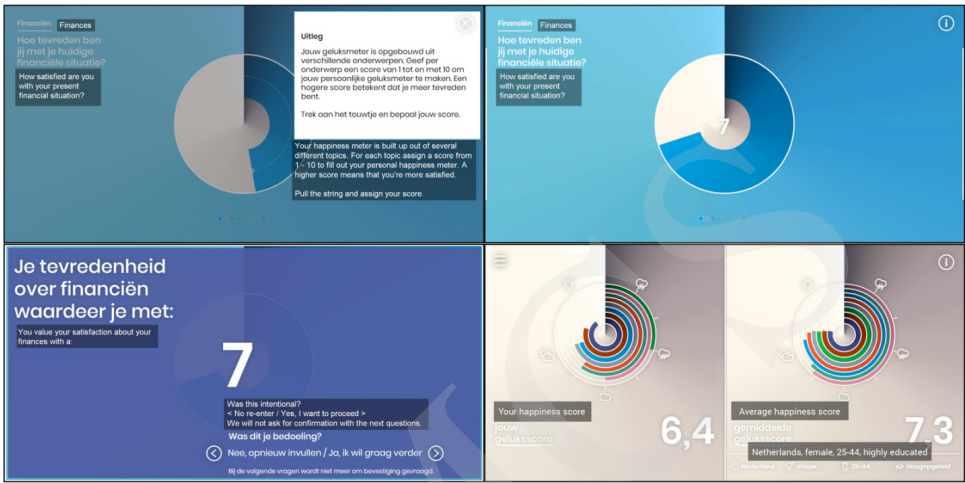 Financiën Finances
Hoe tevreden ben
jij met je huidige
financiële situatie?
How satisfied are you
with your present
financial situation?
Uitleg
Jouw geluksmeter is opgebouwd uit
verschillende onderwerpen. Geef per
onderwerp een score van 1 tot en met 10 om
jouw persoonlijke geluksmeter te maken. Een
hogere score betekent dat je meer tevreden
bent.
Trek aan het touwtje en bepaal jouw score.
Your happiness meter is built up out of several
different topics. For each topic assign a score from
1 - 10 to fill out your personal happiness meter. A
higher score means that you're more satisfied.
Pull the string and assign your score.
Financiën Finances
Hoe tevreden ben
jij met je huidige
financiële situatie?
How satisfied are you
with your present
financial situation?
7
Je tevredenheid
over financiën
waardeer je met:
You value your satisfaction about your
finances with a:
7
Was this intentional?
< No re-enter / Yes, I want to proceed >
We will not ask for confirmation with the next questions.
Was dit je bedoeling?
Nee, opnieuw invullen / Ja, ik wil graag verder
Bij de volgende vragen wordt niet meer om bevestiging gevraagd.
Your happiness score
jouw
geluksscore
6,4
Average happiness score
gemiddelde
geluksscore
7,3
Netherlands, female, 25-44, highly educated
Nederland Vrouw 25-44 Hoogopgeleid